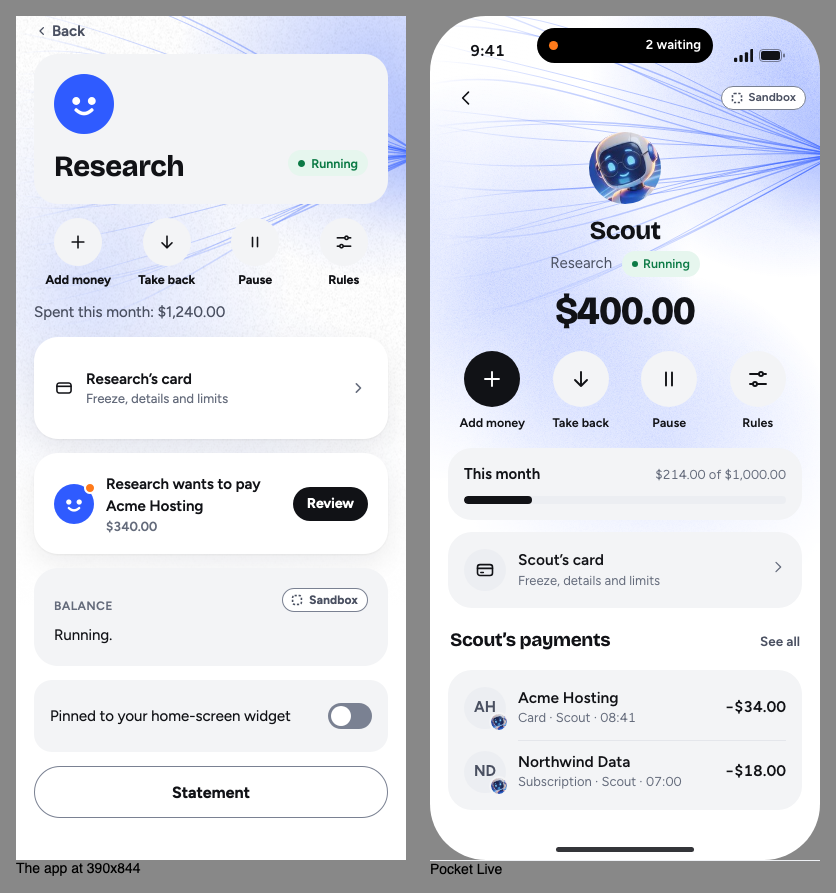 Back
Research
Running
Add money
Take back
Pause
Rules
Spent this month: $1,240.00
Research’s card
Freeze, details and limits
Research wants to pay
Acme Hosting
$340.00
Review
BALANCE
Sandbox
Running.
Pinned to your home-screen widget
Statement
The app at 390x844
9:41
2 waiting
Sandbox
Scout
Research
Running
$400.00
Add money
Take back
Pause
Rules
This month
$214.00 of $1,000.00
Scout’s card
Freeze, details and limits
Scout’s payments
See all
AH
Acme Hosting
Card · Scout · 08:41
-$34.00
ND
Northwind Data
Subscription · Scout · 07:00
-$18.00
Pocket Live